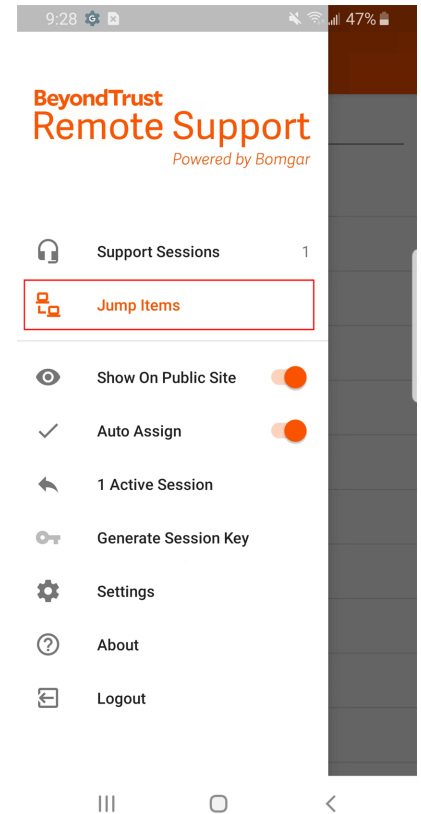 9:28 47%
BeyondTrust
Remote Support
Powered by Bomgar
Support Sessions 1
Jump Items
Show On Public Site
Auto Assign
1 Active Session
Generate Session Key
Settings
About
Logout